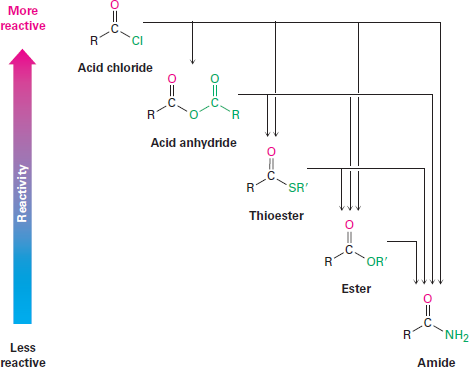 More
reactive
O
C
R
Cl
Acid chloride
O
O
C
C
R
O
R
Acid anhydride
O
C
R
SR′
Thioester
O
C
R
OR′
Ester
O
C
R
NH2
Amide
Reactivity
Less
reactive